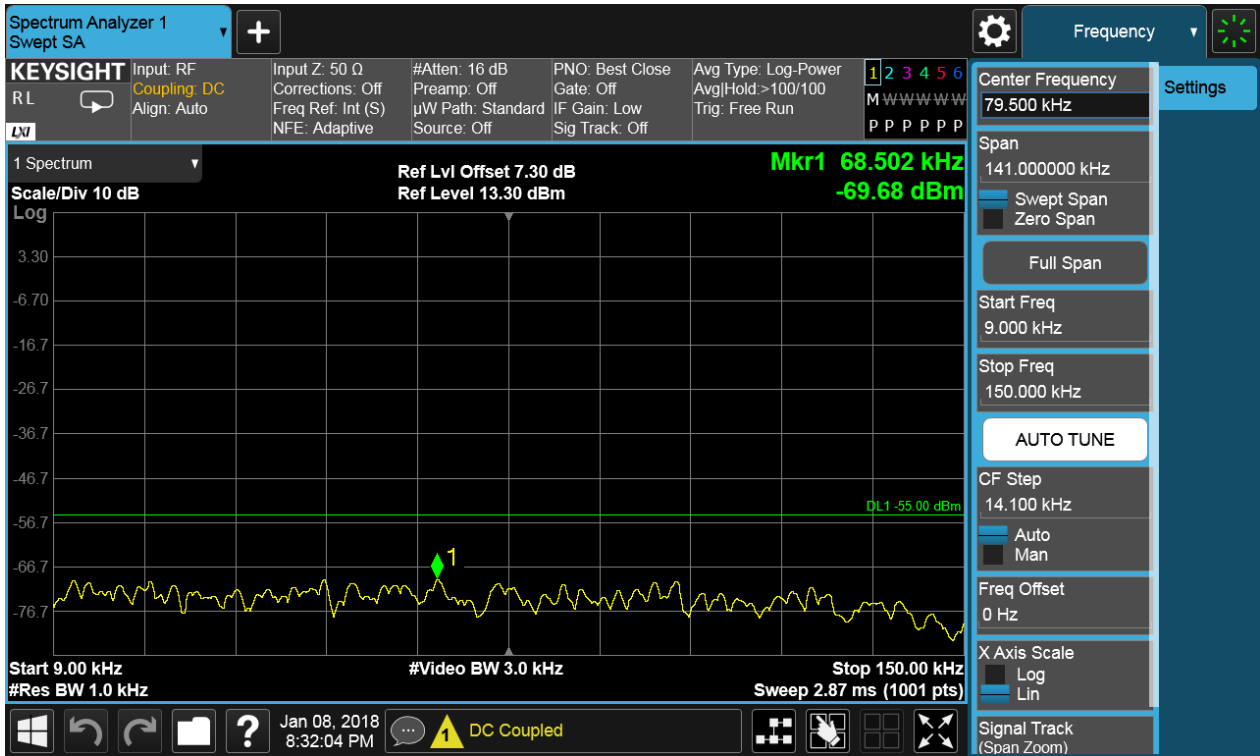 Spectrum Analyzer 1
Swept SA
Frequency
KEYSIGHT
R L
LXI
Input: RF
Coupling: DC
Align: Auto
Input Z: 50 Ω
Corrections: Off
Freq Ref: Int (S)
NFE: Adaptive
#Atten: 16 dB
Preamp: Off
µW Path: Standard
Source: Off
PNO: Best Close
Gate: Off
IF Gain: Low
Sig Track: Off
Avg Type: Log-Power
Avg|Hold:>100/100
Trig: Free Run
1 2 3 4 5 6
M W W W W W
P P P P P P
1 Spectrum
Scale/Div 10 dB
Log
Ref Lvl Offset 7.30 dB
Ref Level 13.30 dBm
Mkr1 68.502 kHz
-69.68 dBm
3.30
-6.70
-16.7
-26.7
-36.7
-46.7
-56.7
-66.7
-76.7
DL1 -55.00 dBm
1
Start 9.00 kHz
#Res BW 1.0 kHz
#Video BW 3.0 kHz
Stop 150.00 kHz
Sweep 2.87 ms (1001 pts)
Center Frequency
79.500 kHz
Span
141.000000 kHz
Swept Span
Zero Span
Full Span
Start Freq
9.000 kHz
Stop Freq
150.000 kHz
AUTO TUNE
CF Step
14.100 kHz
Auto
Man
Freq Offset
0 Hz
X Axis Scale
Log
Lin
Signal Track
(Span Zoom)
Settings
?
Jan 08, 2018
8:32:04 PM
1
DC Coupled